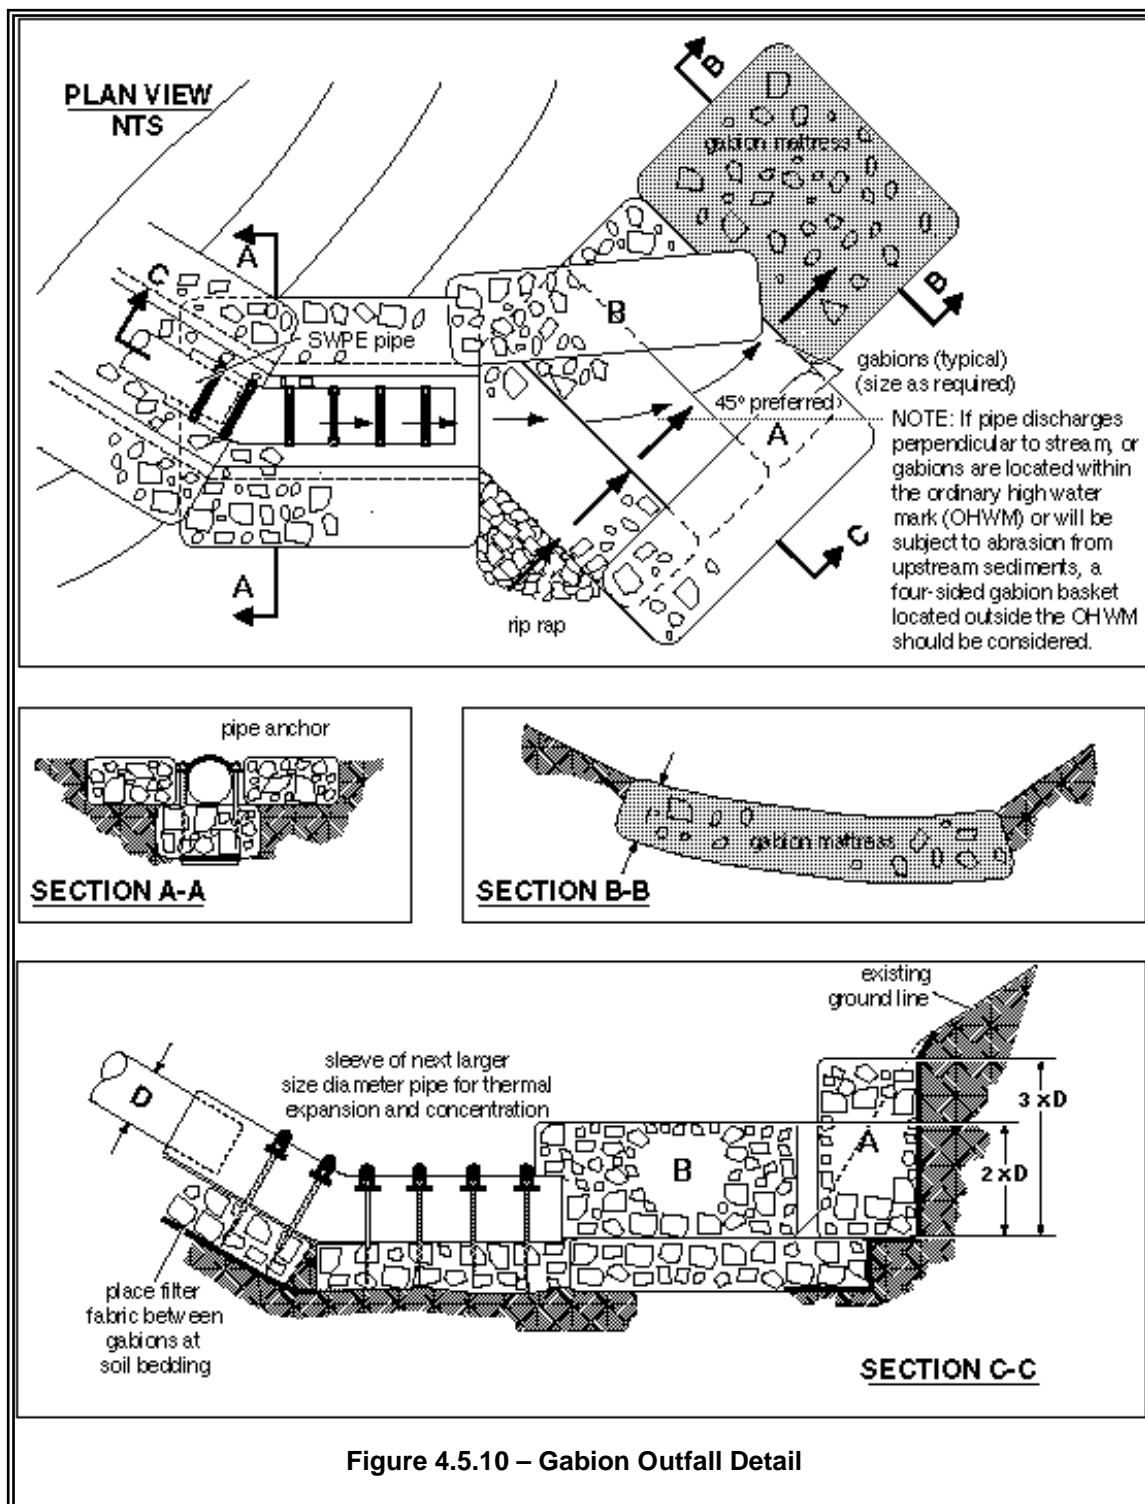 PLAN VIEW
NTS
B
D
gabion mattress
A
C
B
SWPE pipe
B
gabions (typical)
(size as required)
45° preferred
A
NOTE: If pipe discharges
perpendicular to stream, or
gabions are located within
the ordinary high water
mark (OHWM) or will be
subject to abrasion from
upstream sediments, a
four-sided gabion basket
located outside the OHWM
should be considered.
C
A
rip rap
pipe anchor
SECTION A-A
gabion mattress
SECTION B-B
existing
ground line
sleeve of next larger
size diameter pipe for thermal
expansion and concentration
D
3 x D
A
B
2 x D
place filter
fabric between
gabions at
soil bedding
SECTION C-C
Figure 4.5.10 – Gabion Outfall Detail